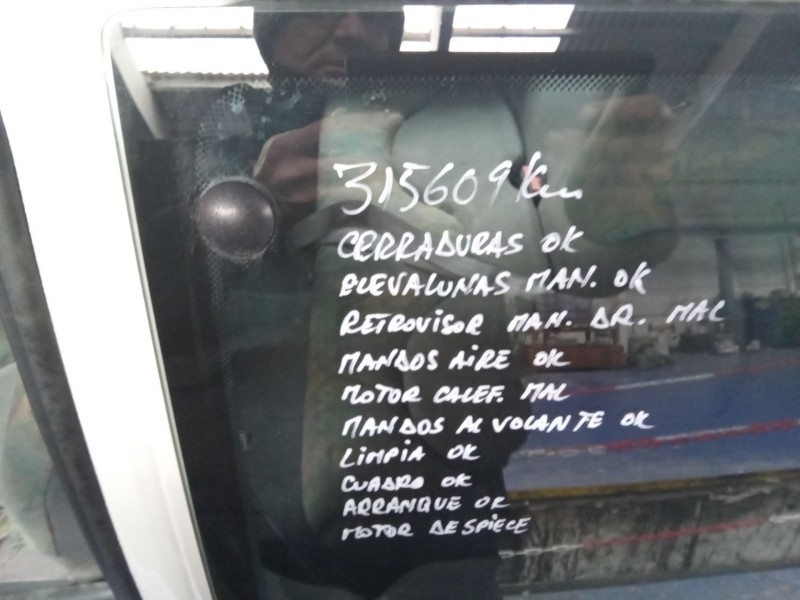 315609 Km
CERRADURAS OK
ELEVALUNAS MAN. OK
RETROVISOR MAN. DR. MAL
MANDOS AIRE OK
MOTOR CALEF. MAL
MANDOS AL VOLANTE OK
LIMPIA OK
CUADRO OK
ARRANQUE OK
MOTOR DESPIECE